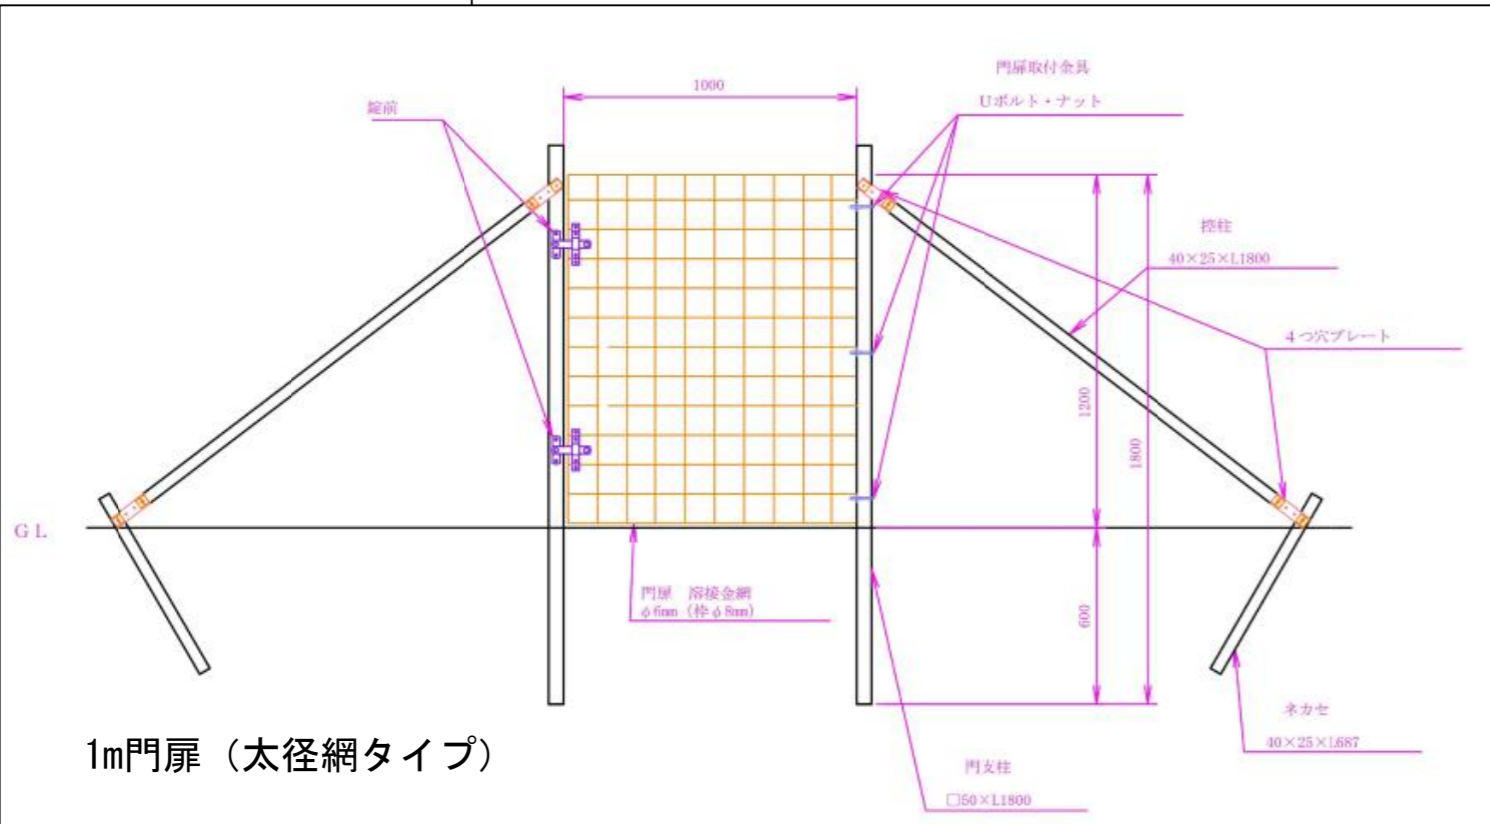 1000
門扉取付金具
Uボルト・ナット
錠前
控柱
40×25×L1800
4つ穴プレート
1200
1800
GL
門扉 溶接金網
φ6mm (枠φ8mm)
600
ネカセ
40×25×L687
1m門扉 (太径網タイプ)
門支柱
□50×L1800